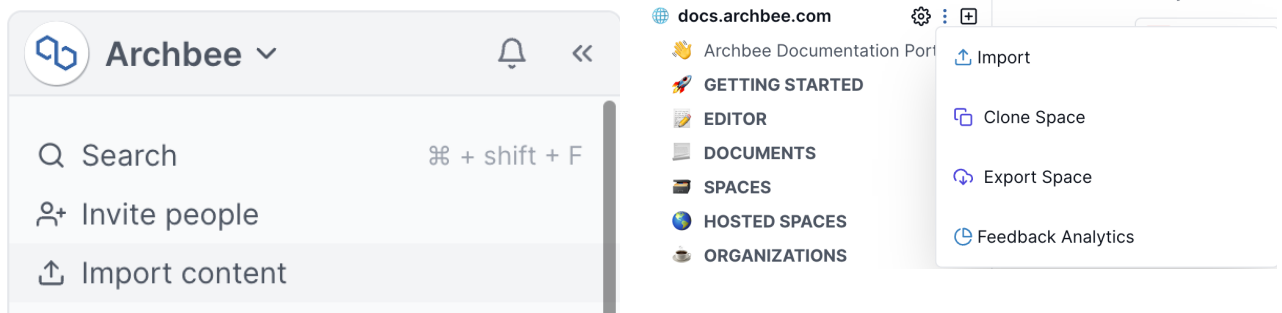 Archbee
Search ⌘ + shift + F
Invite people
Import content
docs.archbee.com
Archbee Documentation Port
GETTING STARTED
EDITOR
DOCUMENTS
SPACES
HOSTED SPACES
ORGANIZATIONS
Import
Clone Space
Export Space
Feedback Analytics